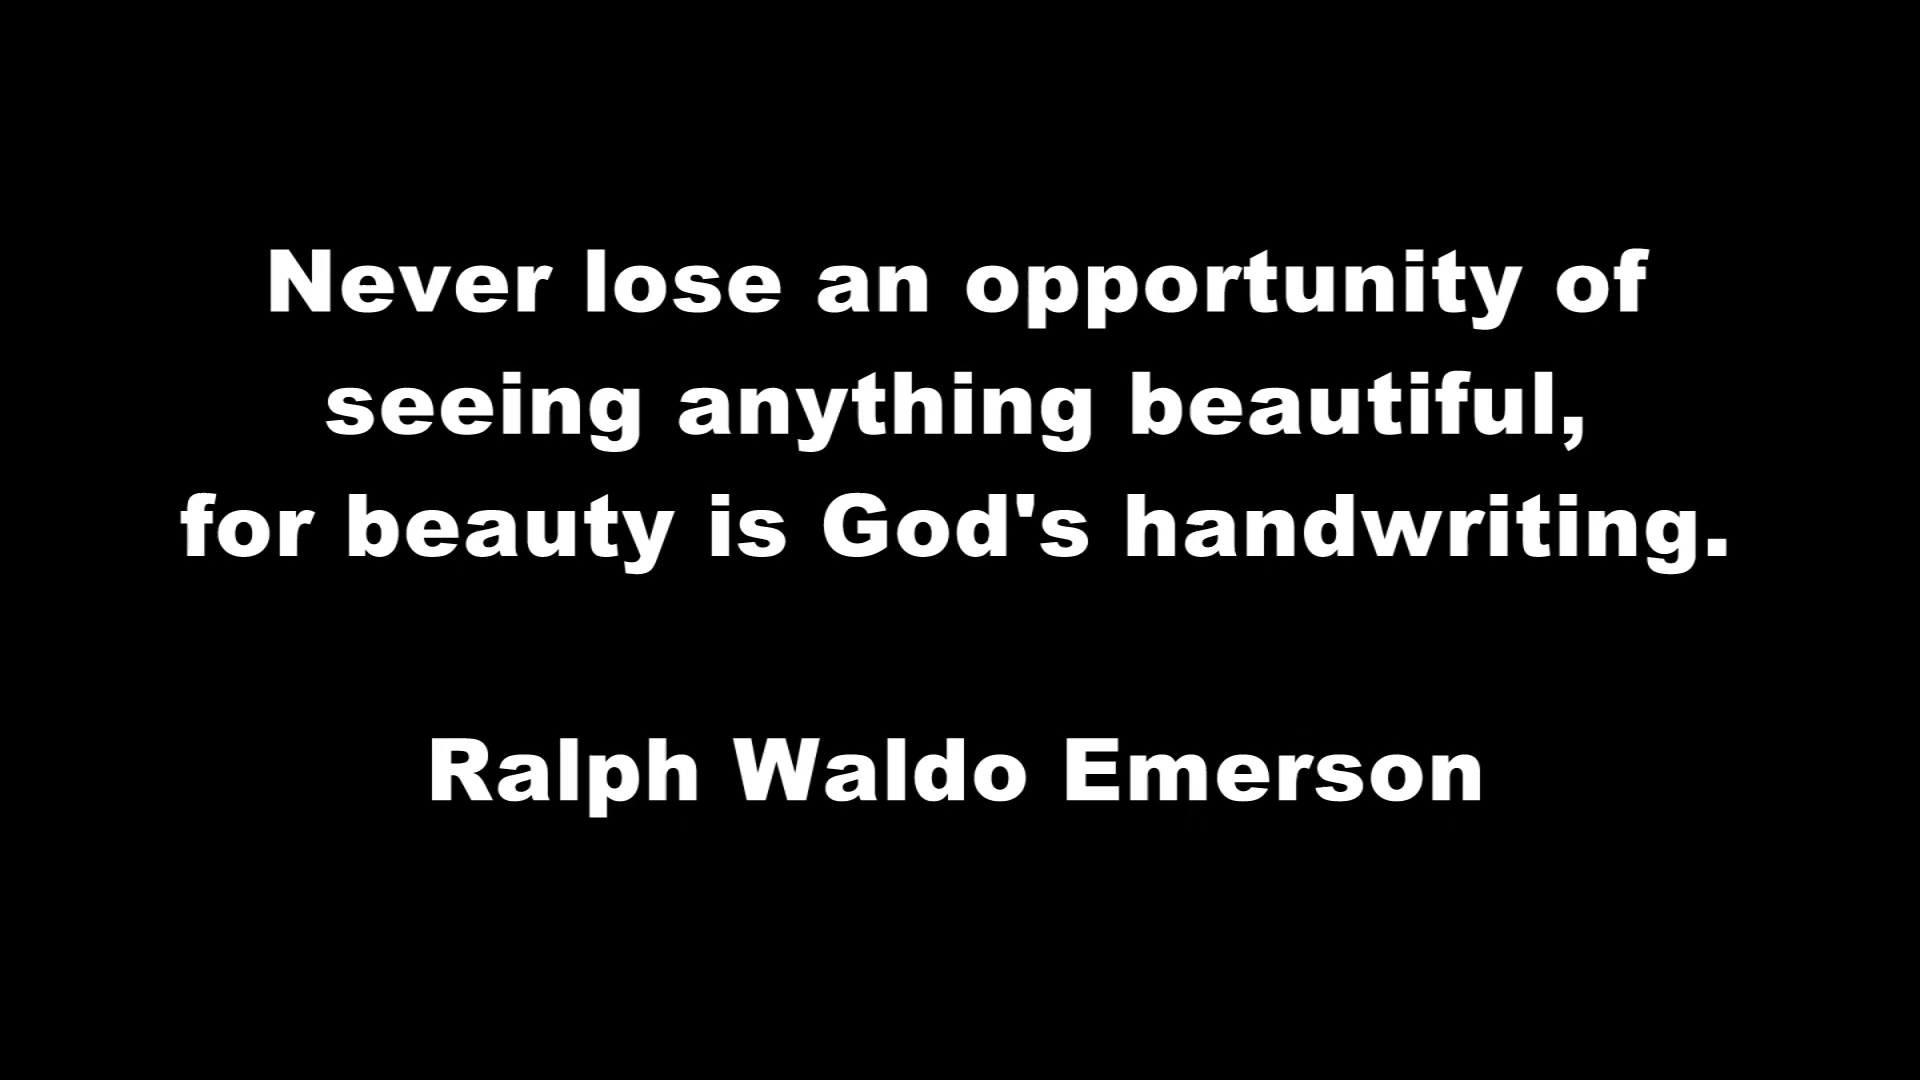 Never lose an opportunity of
seeing anything beautiful,
for beauty is God's handwriting.
Ralph Waldo Emerson